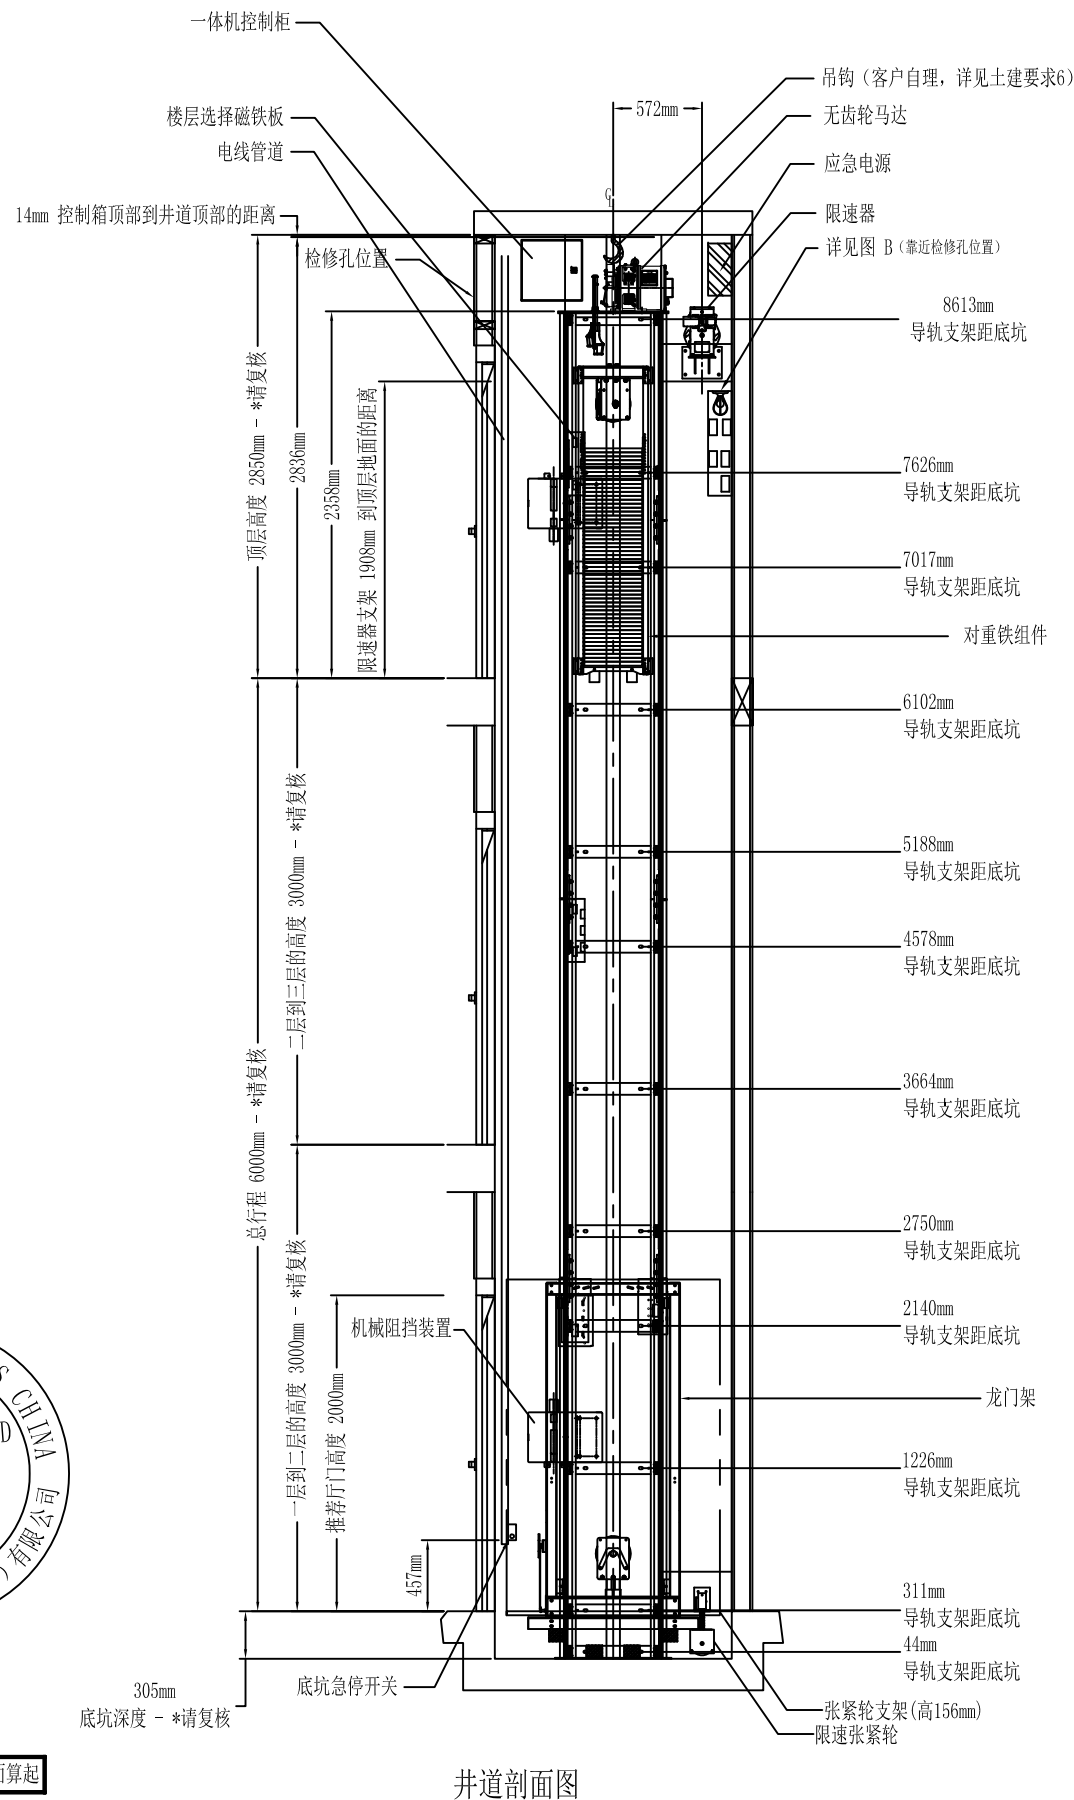 一体机控制柜
吊钩（客户自理，详见土建要求6）
572mm
楼层选择磁铁板
无齿轮马达
电线管道
应急电源
14mm 控制箱顶部到井道顶部的距离
限速器
检修孔位置
详见图 B（靠近检修孔位置）
8613mm
导轨支架距底坑
顶层高度 2850mm - *请复核
2836mm
2358mm
限速器支架 1908mm 到顶层地面的距离
7626mm
导轨支架距底坑
7017mm
导轨支架距底坑
对重铁组件
6102mm
导轨支架距底坑
二层到三层的高度 3000mm - *请复核
5188mm
导轨支架距底坑
4578mm
导轨支架距底坑
总行程 6000mm - *请复核
3664mm
导轨支架距底坑
2750mm
导轨支架距底坑
一层到二层的高度 3000mm - *请复核
推荐厅门高度 2000mm
机械阻挡装置
2140mm
导轨支架距底坑
龙门架
1226mm
导轨支架距底坑
457mm
311mm
导轨支架距底坑
44mm
导轨支架距底坑
305mm
底坑深度 - *请复核
底坑急停开关
张紧轮支架(高156mm)
限速张紧轮
S CHINA
D
）有限公司
面算起
井道剖面图